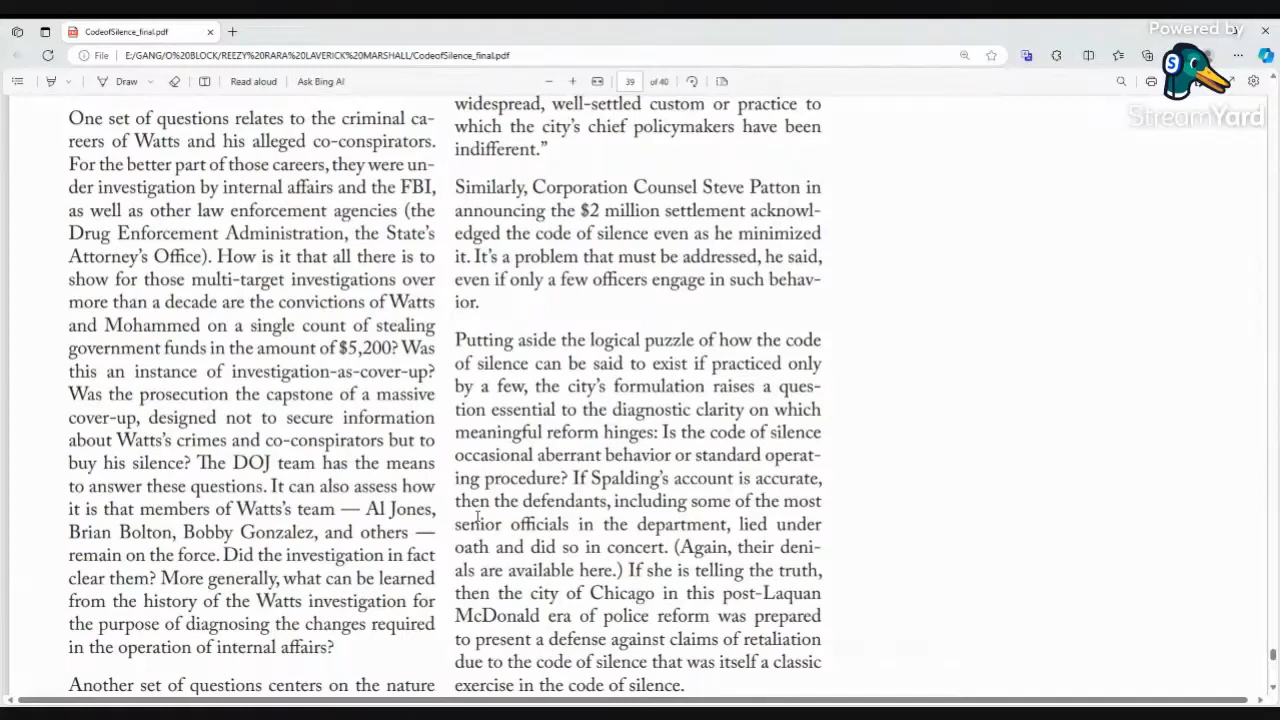 CodeofSilence_final.pdf
Powered by
File
E:/GANG/O%20BLOCK/REEZY%20RARA%20LAVERICK%20MARSHALL/CodeofSilence_final.pdf
Draw
Read aloud
Ask Bing AI
39 of 40
StreamYard
One set of questions relates to the criminal ca-
reers of Watts and his alleged co-conspirators.
For the better part of those careers, they were un-
der investigation by internal affairs and the FBI,
as well as other law enforcement agencies (the
Drug Enforcement Administration, the State's
Attorney's Office). How is it that all there is to
show for those multi-target investigations over
more than a decade are the convictions of Watts
and Mohammed on a single count of stealing
government funds in the amount of $5,200? Was
this an instance of investigation-as-cover-up?
Was the prosecution the capstone of a massive
cover-up, designed not to secure information
about Watts's crimes and co-conspirators but to
buy his silence? The DOJ team has the means
to answer these questions. It can also assess how
it is that members of Watts's team — Al Jones,
Brian Bolton, Bobby Gonzalez, and others —
remain on the force. Did the investigation in fact
clear them? More generally, what can be learned
from the history of the Watts investigation for
the purpose of diagnosing the changes required
in the operation of internal affairs?
Another set of questions centers on the nature
widespread, well-settled custom or practice to
which the city's chief policymakers have been
indifferent."
Similarly, Corporation Counsel Steve Patton in
announcing the $2 million settlement acknowl-
edged the code of silence even as he minimized
it. It's a problem that must be addressed, he said,
even if only a few officers engage in such behav-
ior.
Putting aside the logical puzzle of how the code
of silence can be said to exist if practiced only
by a few, the city's formulation raises a ques-
tion essential to the diagnostic clarity on which
meaningful reform hinges: Is the code of silence
occasional aberrant behavior or standard operat-
ing procedure? If Spalding's account is accurate,
then the defendants, including some of the most
senior officials in the department, lied under
oath and did so in concert. (Again, their deni-
als are available here.) If she is telling the truth,
then the city of Chicago in this post-Laquan
McDonald era of police reform was prepared
to present a defense against claims of retaliation
due to the code of silence that was itself a classic
exercise in the code of silence.